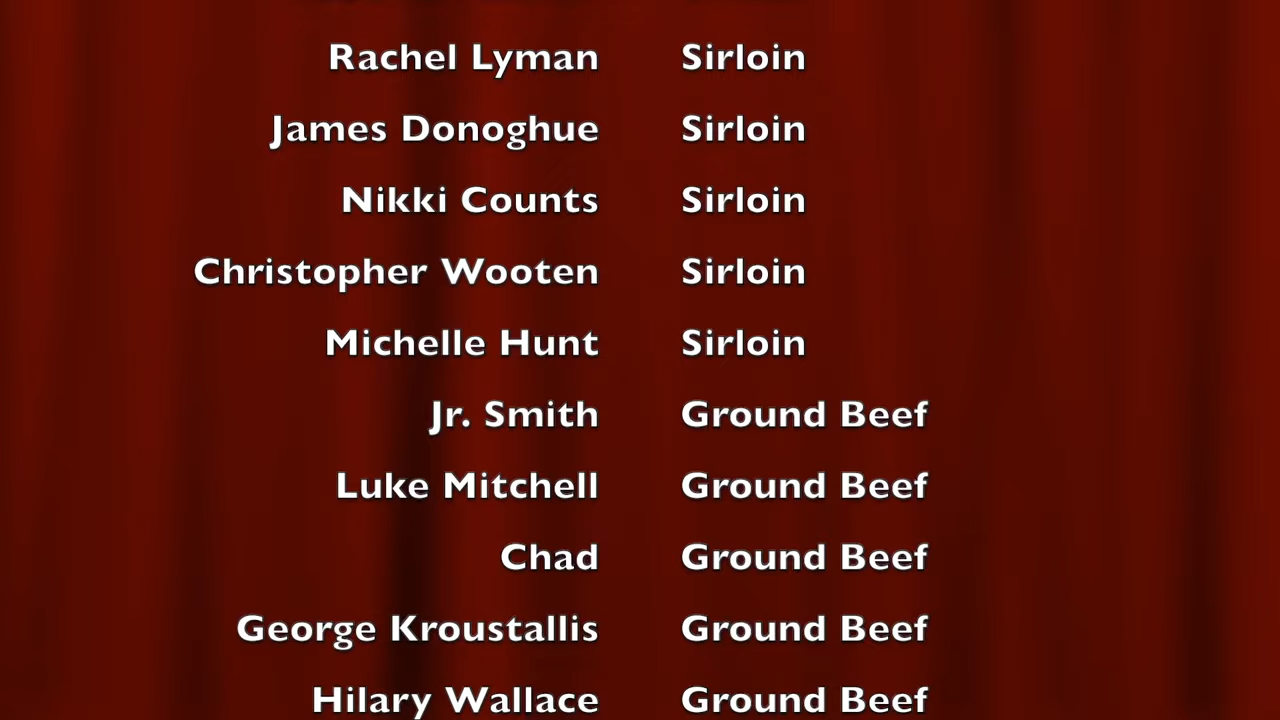 Rachel Lyman Sirloin
James Donoghue Sirloin
Nikki Counts Sirloin
Christopher Wooten Sirloin
Michelle Hunt Sirloin
Jr. Smith Ground Beef
Luke Mitchell Ground Beef
Chad Ground Beef
George Kroustallis Ground Beef
Hilary Wallace Ground Beef